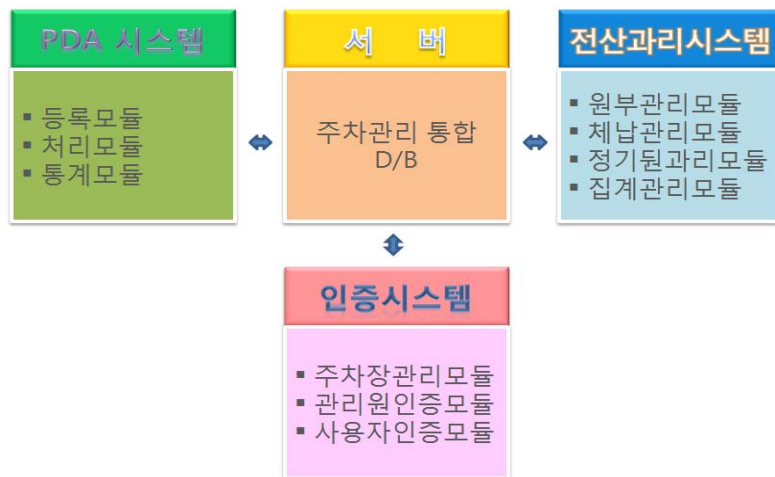 PDA 시스템
등록모듈
처리모듈
통계모듈
서 버
주차관리 통합
D/B
전산과리시스템
원부관리모듈
체납관리모듈
정기뭔과리모듈
집계관리모듈
인증시스템
주차장관리모듈
관리원인증모듈
사용자인증모듈